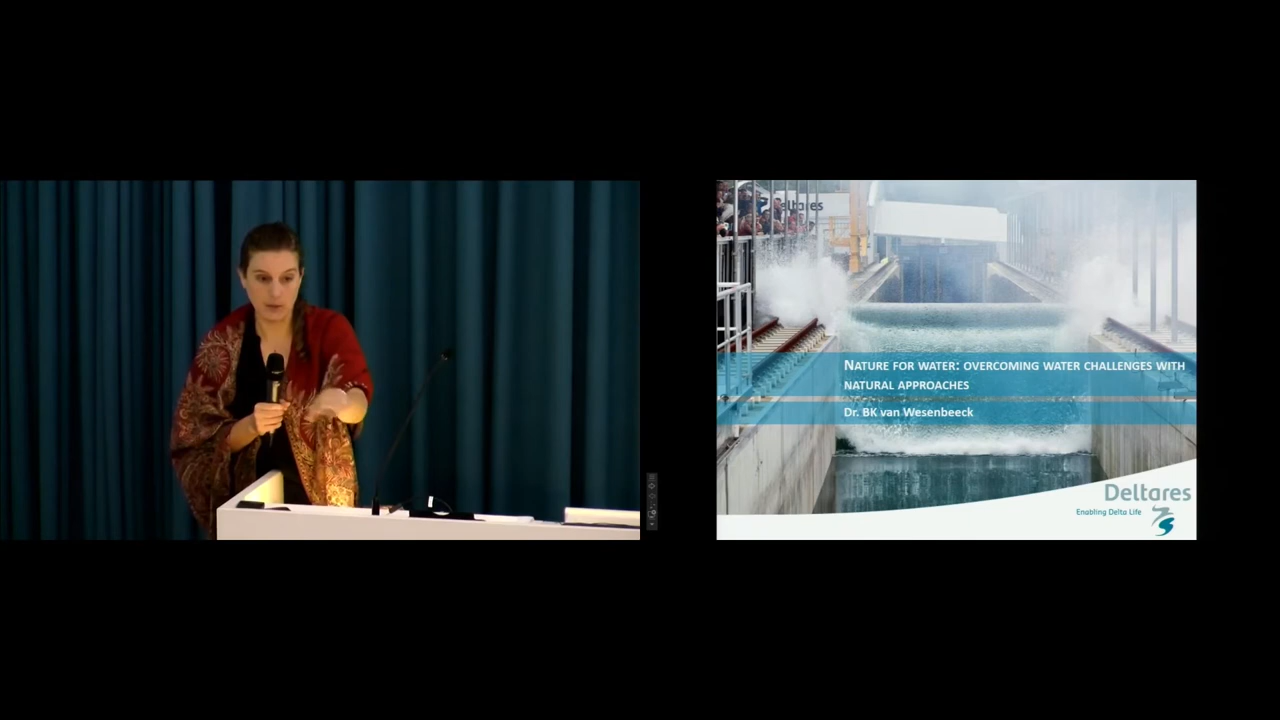 Deltares
NATURE FOR WATER: OVERCOMING WATER CHALLENGES WITH
NATURAL APPROACHES
Dr. BK van Wesenbeeck
Deltares
Enabling Delta Life